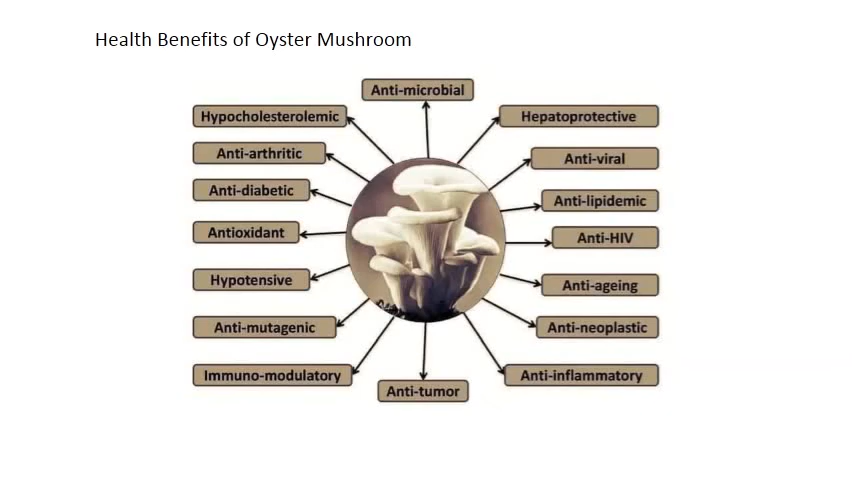 Health Benefits of Oyster Mushroom
Anti-microbial
Hypocholesterolemic
Hepatoprotective
Anti-arthritic
Anti-viral
Anti-diabetic
Anti-lipidemic
Antioxidant
Anti-HIV
Hypotensive
Anti-ageing
Anti-mutagenic
Anti-neoplastic
Immuno-modulatory
Anti-inflammatory
Anti-tumor